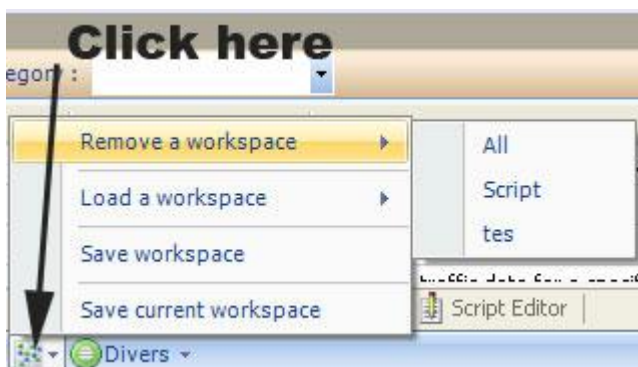 Click here
egory :
Remove a workspace
All
Load a workspace
Script
tes
Save workspace
Save current workspace
Script Editor
Divers